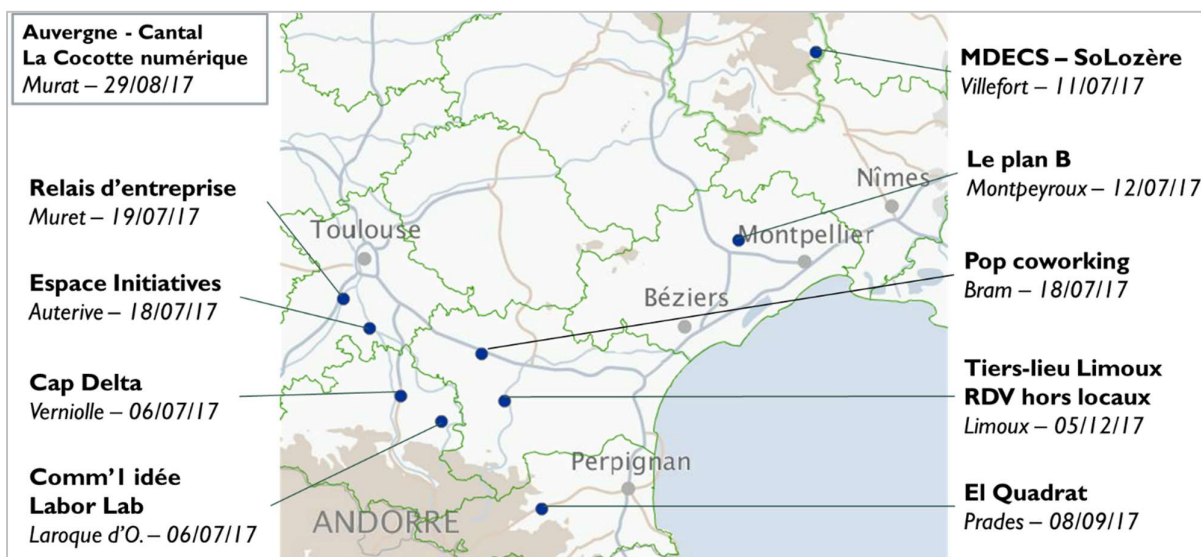 Auvergne - Cantal
La Cocotte numérique
Murat – 29/08/17
Relais d’entreprise
Muret – 19/07/17
Espace Initiatives
Auterive – 18/07/17
Cap Delta
Verniolle – 06/07/17
Comm’1 idée
Labor Lab
Laroque d’O. – 06/07/17
Toulouse
Nîmes
Montpellier
Béziers
Perpignan
ANDORRE
MDECS – SoLozère
Villefort – 11/07/17
Le plan B
Montpeyroux – 12/07/17
Pop coworking
Bram – 18/07/17
Tiers-lieu Limoux
RDV hors locaux
Limoux – 05/12/17
El Quadrat
Prades – 08/09/17